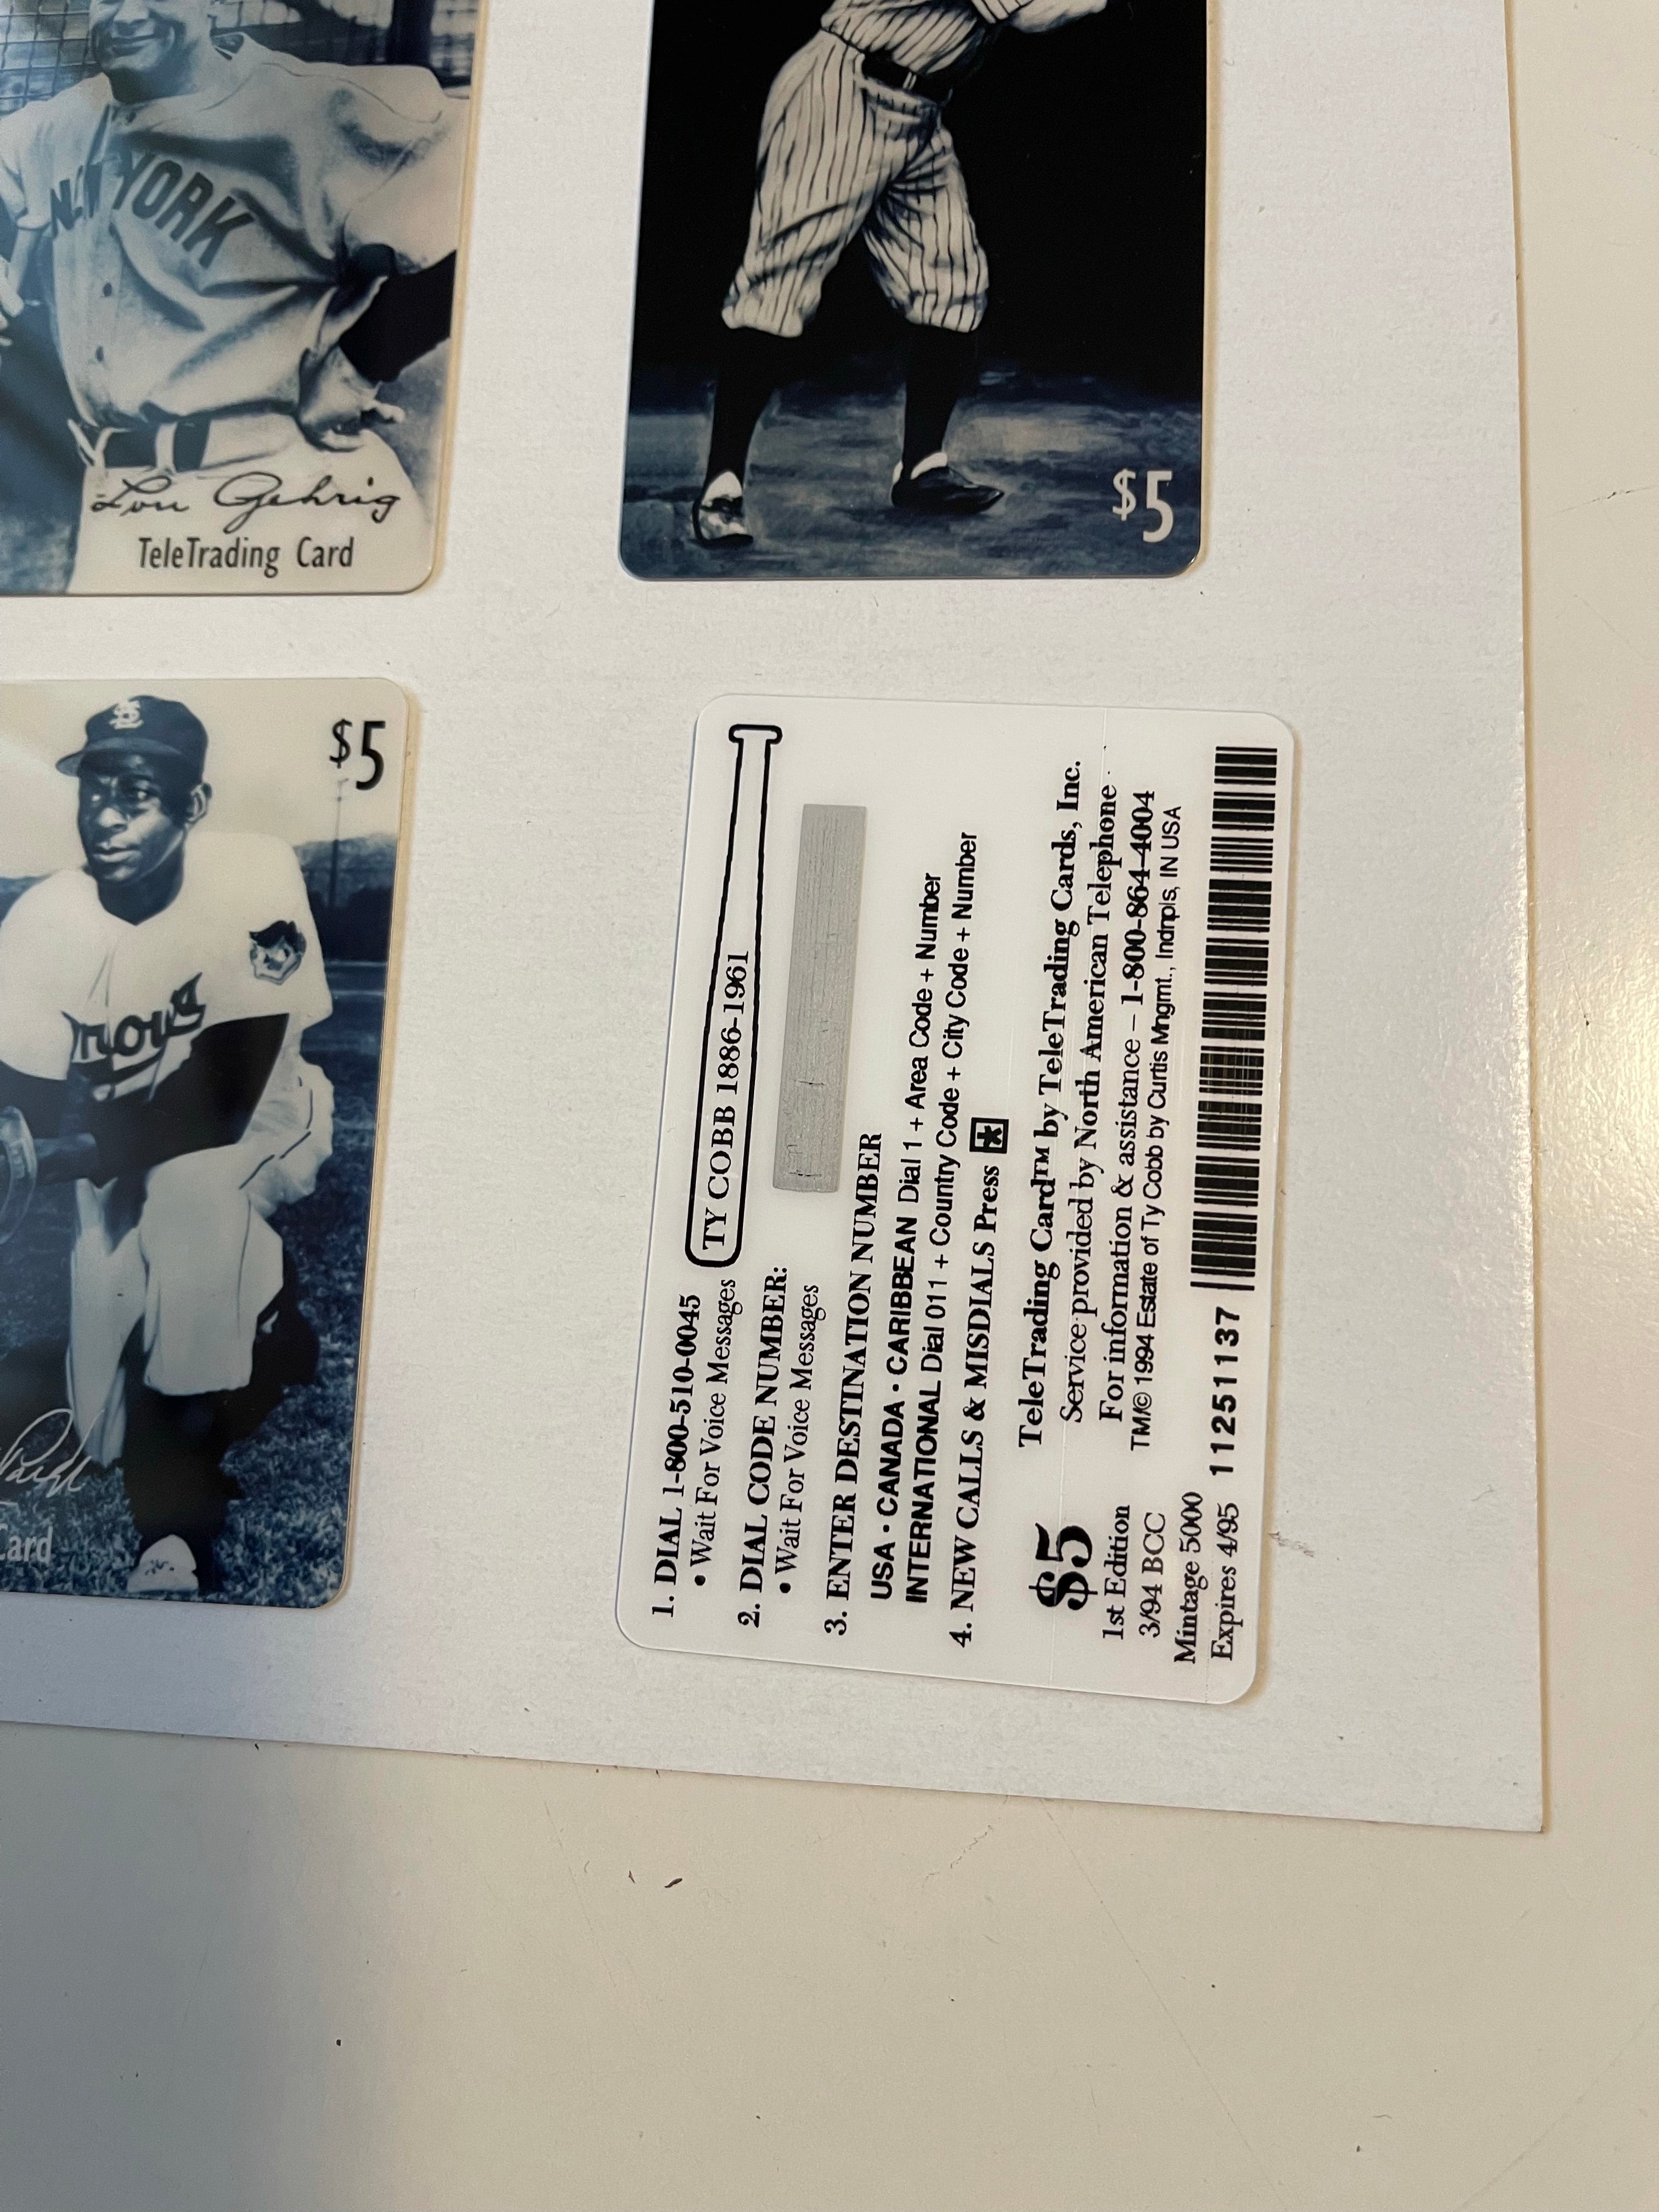 NEW YORK
Lou Gehrig
TeleTrading Card
$5
$5
Card
1. DIAL 1-800-510-0045
• Wait For Voice Messages
TY COBB 1886-1961
2. DIAL CODE NUMBER:
• Wait For Voice Messages
3. ENTER DESTINATION NUMBER
USA • CANADA • CARIBBEAN Dial 1 + Area Code + Number
INTERNATIONAL Dial 011 + Country Code + City Code + Number
4. NEW CALLS & MISDIALS Press *
$5
TeleTrading Card™ by TeleTrading Cards, Inc.
Service provided by North American Telephone
1st Edition
For information & assistance – 1-800-864-4004
3/94 BCC
TM/© 1994 Estate of Ty Cobb by Curtis Mngmt., Indnpls, IN USA
Mintage 5000
Expires 4/95
11251137